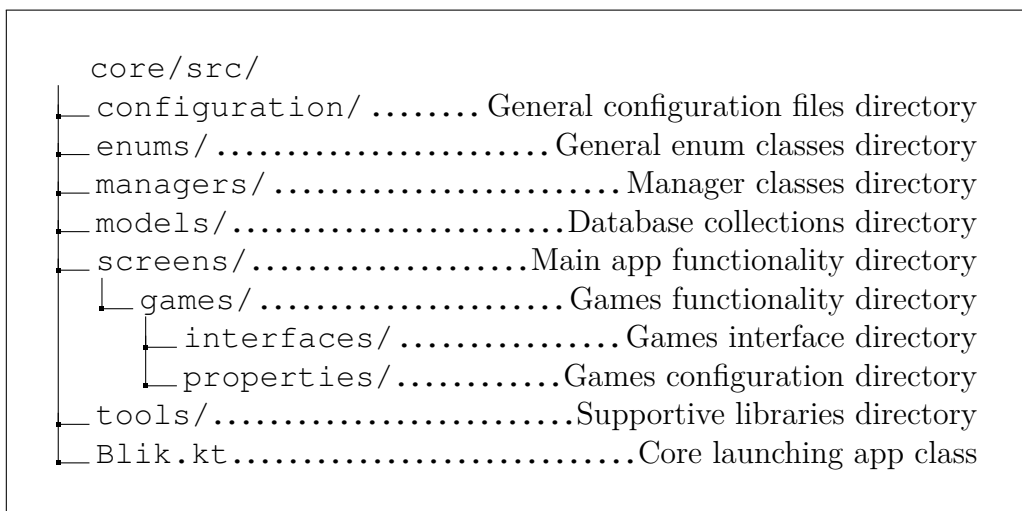 core/src/
configuration/ ........ General configuration files directory
enums/ ....................... General enum classes directory
managers/ ........................ Manager classes directory
models/ ........................Database collections directory
screens/ ...................Main app functionality directory
games/ ..................... Games functionality directory
interfaces/ ................ Games interface directory
properties/ ............Games configuration directory
tools/ .........................Supportive libraries directory
Blik.kt ............................Core launching app class